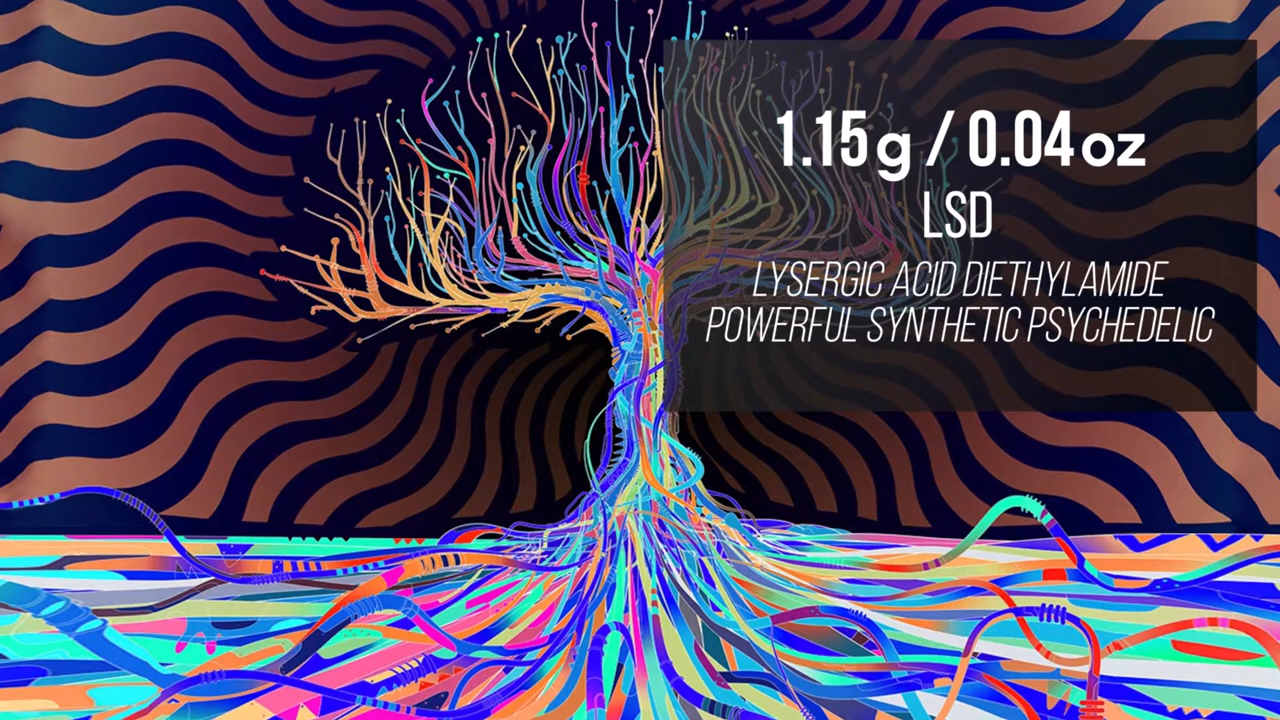 1.15g / 0.04oz
LSD
LYSERGIC ACID DIETHYLAMIDE
POWERFUL SYNTHETIC PSYCHEDELIC